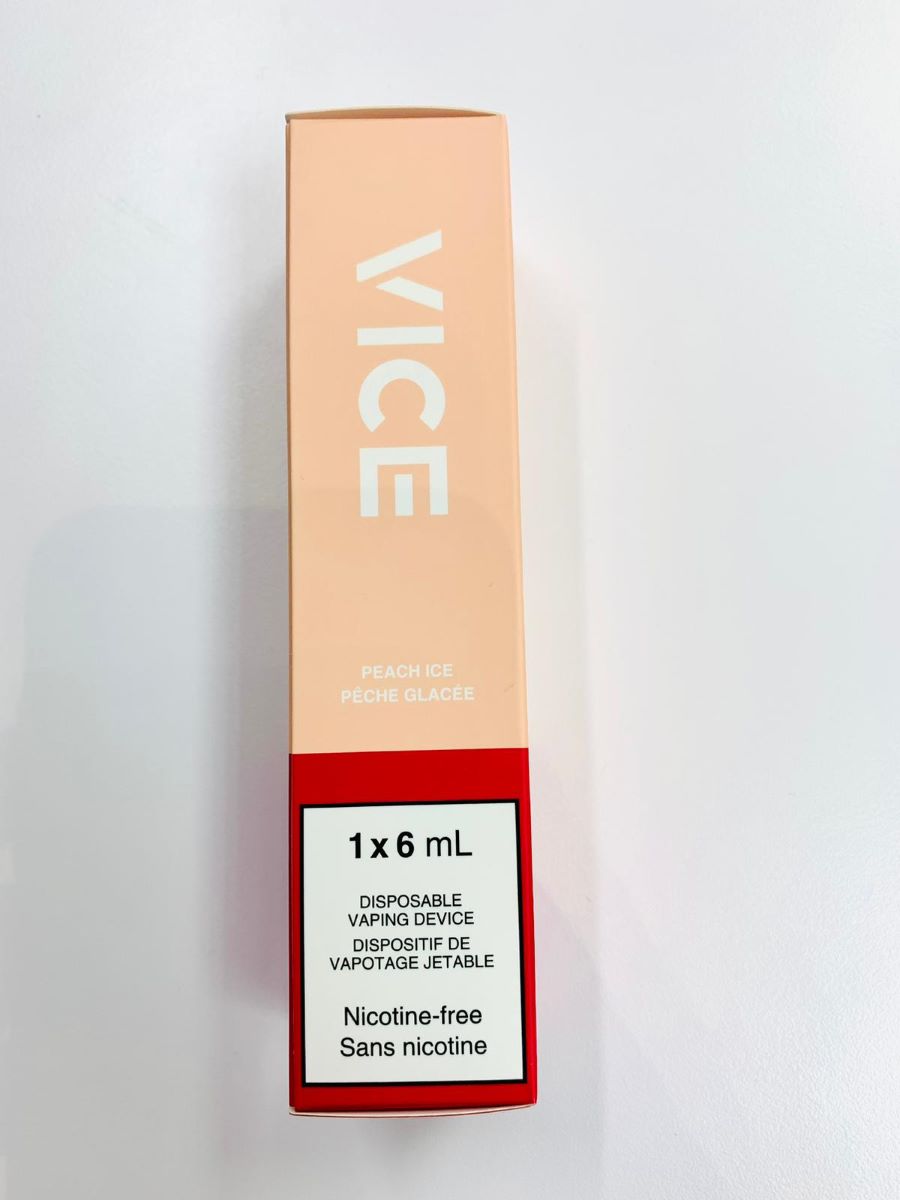 VICE
PEACH ICE
PÊCHE GLACÉE
1 x 6 mL
DISPOSABLE
VAPING DEVICE
DISPOSITIF DE
VAPOTAGE JETABLE
Nicotine-free
Sans nicotine